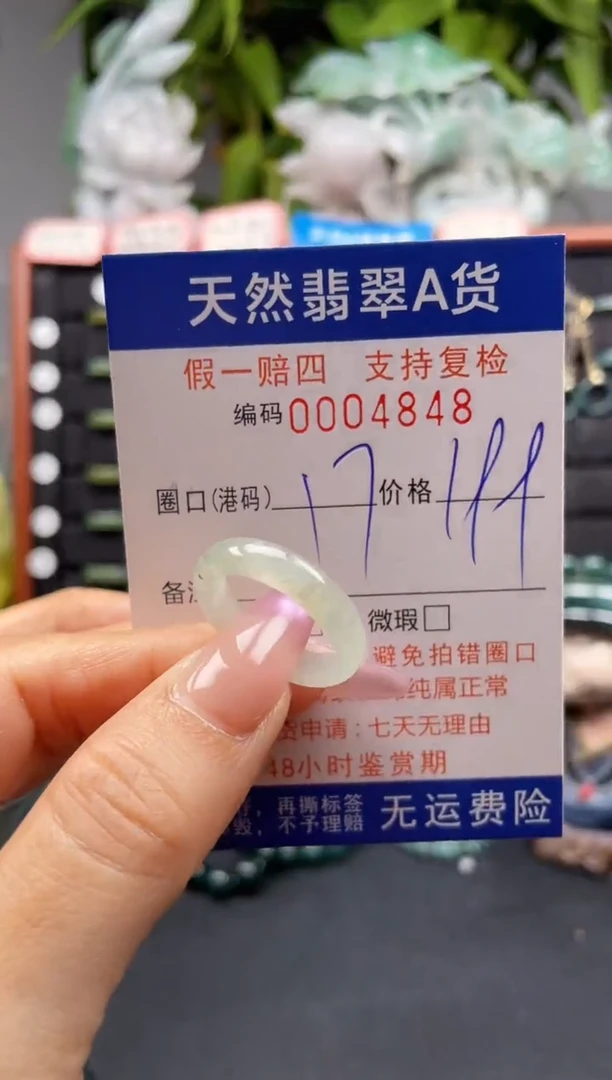 天然翡翠A货
假一赔四 支持复检
编码0004848
圈口(港码) 17 价格 199
备
微瑕□
避免拍错圈口
纯属正常
货申请:七天无理由
48小时鉴赏期
再撕标签
毁,不予理赔
无运费险